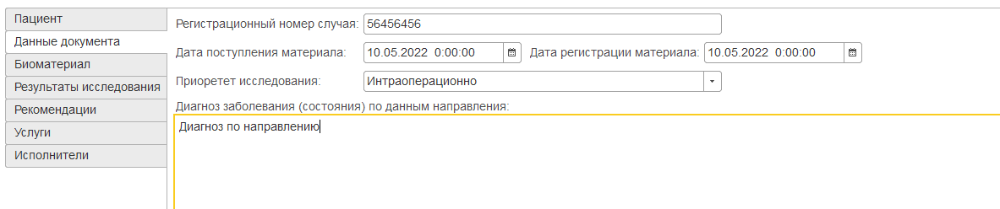 Пациент
Данные документа
Биоматериал
Результаты исследования
Рекомендации
Услуги
Исполнители
Регистрационный номер случая: 56456456
Дата поступления материала: 10.05.2022 0:00:00 Дата регистрации материала: 10.05.2022 0:00:00
Приоретет исследования: Интраоперационно
Диагноз заболевания (состояния) по данным направления:
Диагноз по направлению